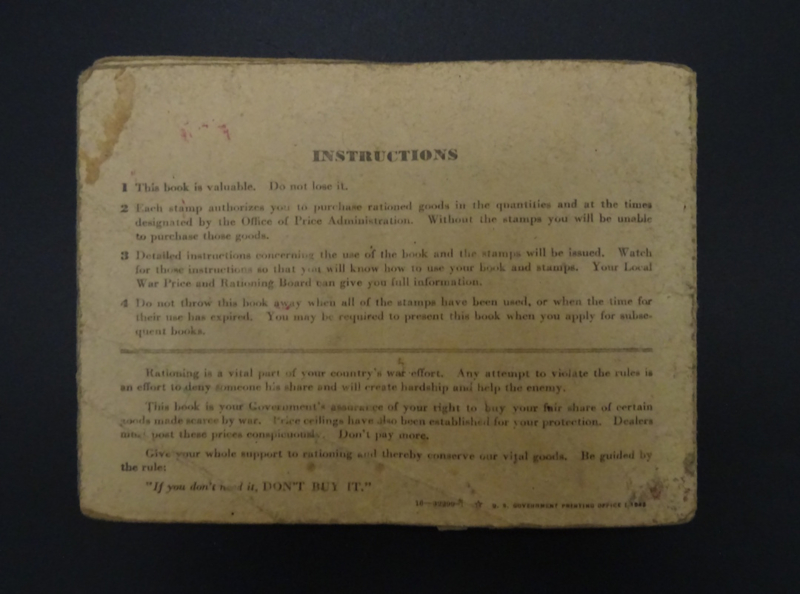 INSTRUCTIONS
1 This book is valuable. Do not lose it.
2 Each stamp authorizes you to purchase rationed goods in the quantities and at the times
designated by the Office of Price Administration. Without the stamps you will be unable
to purchase those goods.
3 Detailed instructions concerning the use of the book and the stamps will be issued. Watch
for those instructions so that you will know how to use your book and stamps. Your Local
War Price and Rationing Board can give you full information.
4 Do not throw this book away when all of the stamps have been used, or when the time for
their use has expired. You may be required to present this book when you apply for subse-
quent books.
Rationing is a vital part of your country's war effort. Any attempt to violate the rules is
an effort to deny someone his share and will create hardship and help the enemy.
This book is your Government's assurance of your right to buy your fair share of certain
goods made scarce by war. Price ceilings have also been established for your protection. Dealers
must post these prices conspicuously. Don't pay more.
Give your whole support to rationing and thereby conserve our vital goods. Be guided by
the rule:
"If you don't need it, DON'T BUY IT."
☆ U. S. GOVERNMENT PRINTING OFFICE